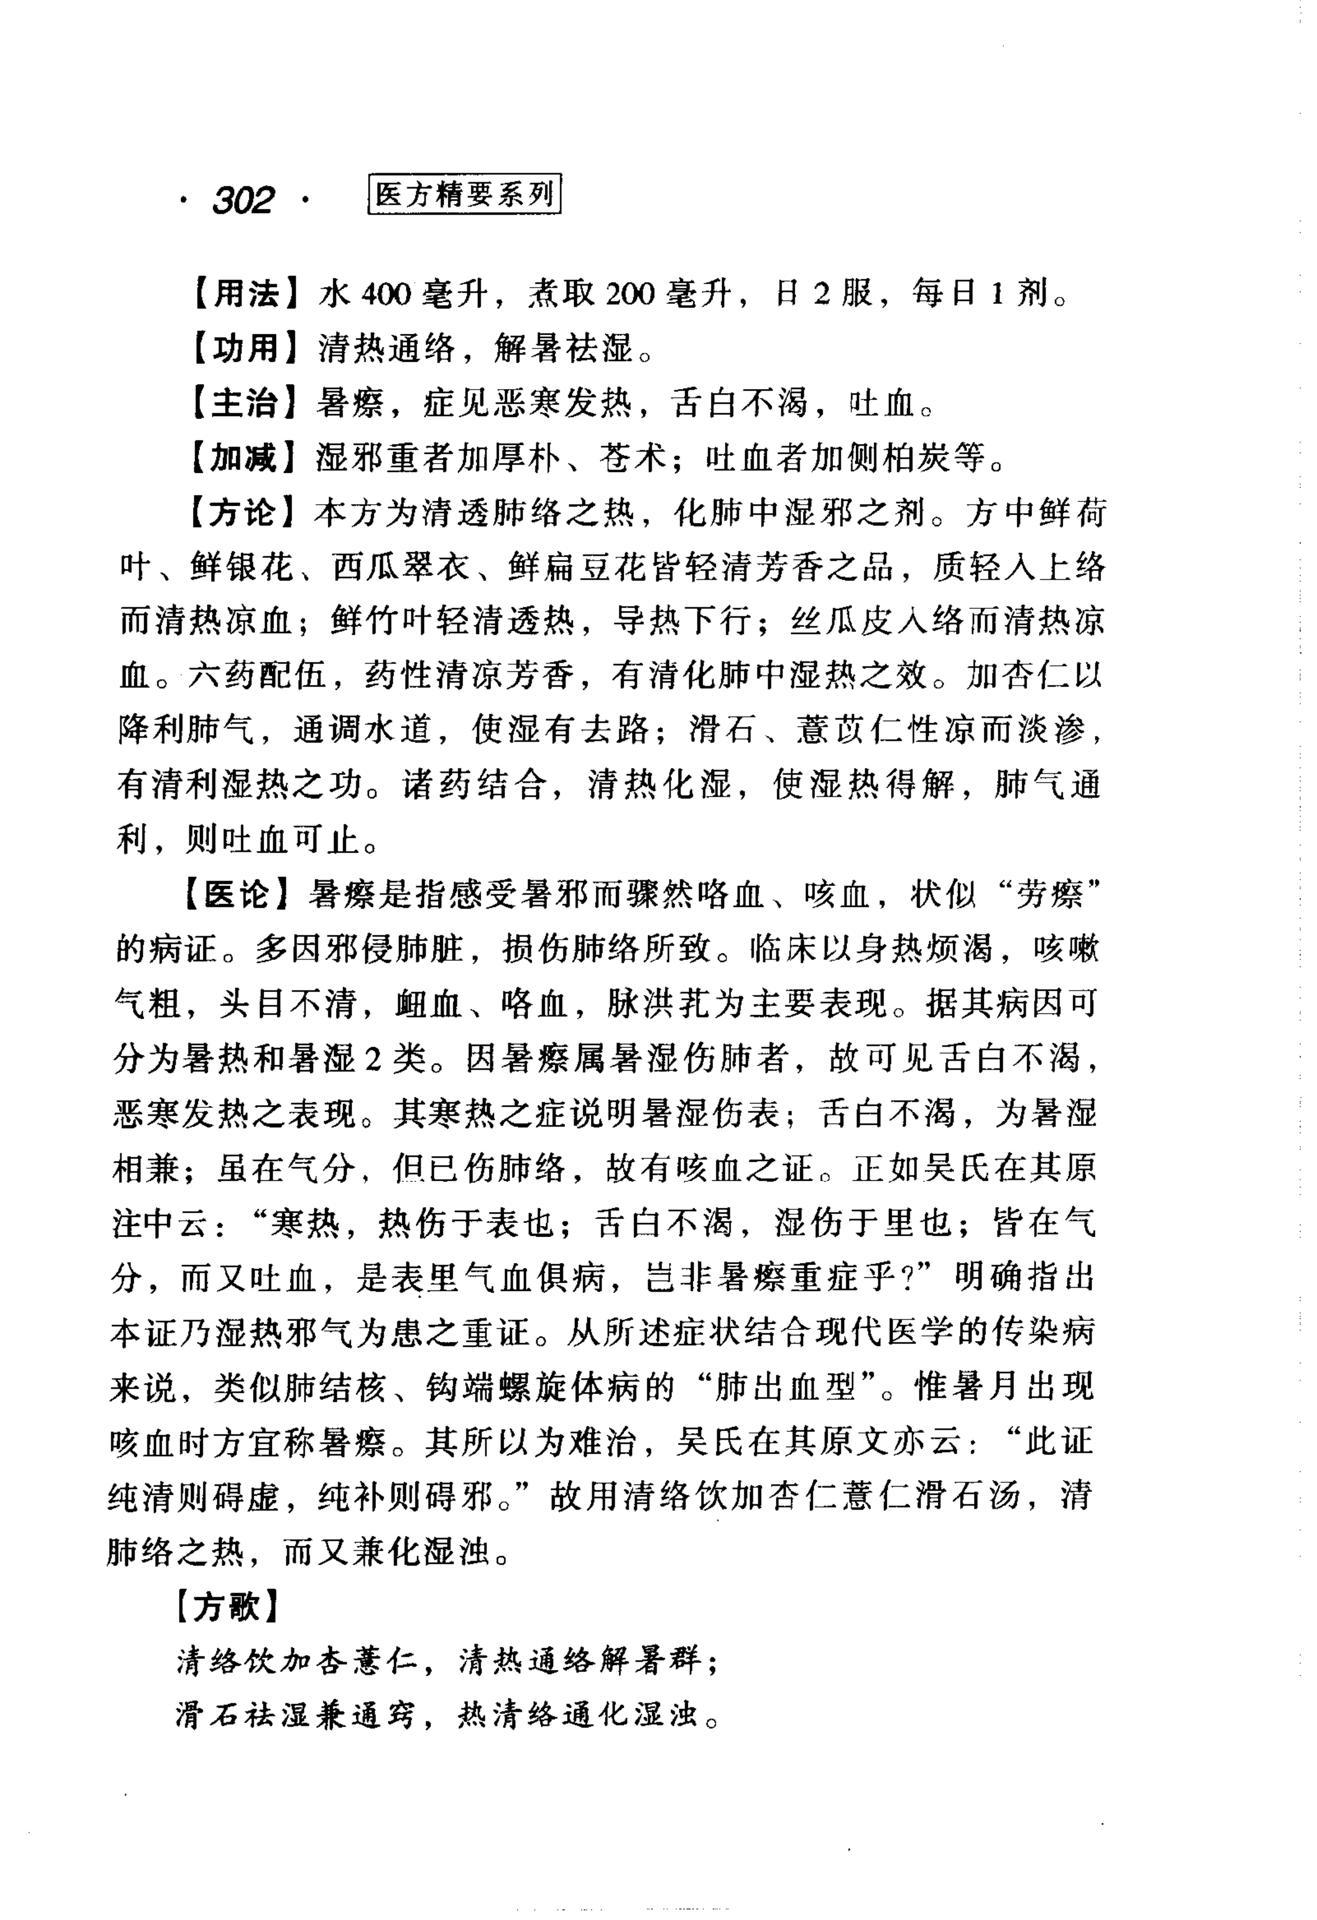 · 302 · 医方精要系列
【用法】水 400 毫升，煮取 200 毫升，日 2 服，每日 1 剂。
【功用】清热通络，解暑祛湿。
【主治】暑瘵，症见恶寒发热，舌白不渴，吐血。
【加减】湿邪重者加厚朴、苍术；吐血者加侧柏炭等。
【方论】本方为清透肺络之热，化肺中湿邪之剂。方中鲜荷
叶、鲜银花、西瓜翠衣、鲜扁豆花皆轻清芳香之品，质轻入上络
而清热凉血；鲜竹叶轻清透热，导热下行；丝瓜皮入络而清热凉
血。六药配伍，药性清凉芳香，有清化肺中湿热之效。加杏仁以
降利肺气，通调水道，使湿有去路；滑石、薏苡仁性凉而淡渗，
有清利湿热之功。诸药结合，清热化湿，使湿热得解，肺气通
利，则吐血可止。
【医论】暑瘵是指感受暑邪而骤然咯血、咳血，状似“劳瘵”
的病证。多因邪侵肺脏，损伤肺络所致。临床以身热烦渴，咳嗽
气粗，头目不清，衄血、咯血，脉洪芤为主要表现。据其病因可
分为暑热和暑湿 2 类。因暑瘵属暑湿伤肺者，故可见舌白不渴，
恶寒发热之表现。其寒热之症说明暑湿伤表；舌白不渴，为暑湿
相兼；虽在气分，但已伤肺络，故有咳血之证。正如吴氏在其原
注中云：“寒热，热伤于表也；舌白不渴，湿伤于里也；皆在气
分，而又吐血，是表里气血俱病，岂非暑瘵重症乎?”明确指出
本证乃湿热邪气为患之重证。从所述症状结合现代医学的传染病
来说，类似肺结核、钩端螺旋体病的“肺出血型”。惟暑月出现
咳血时方宜称暑瘵。其所以为难治，吴氏在其原文亦云：“此证
纯清则碍虚，纯补则碍邪。”故用清络饮加杏仁薏仁滑石汤，清
肺络之热，而又兼化湿浊。
【方歌】
清络饮加杏薏仁，清热通络解暑群；
滑石祛湿兼通窍，热清络通化湿浊。